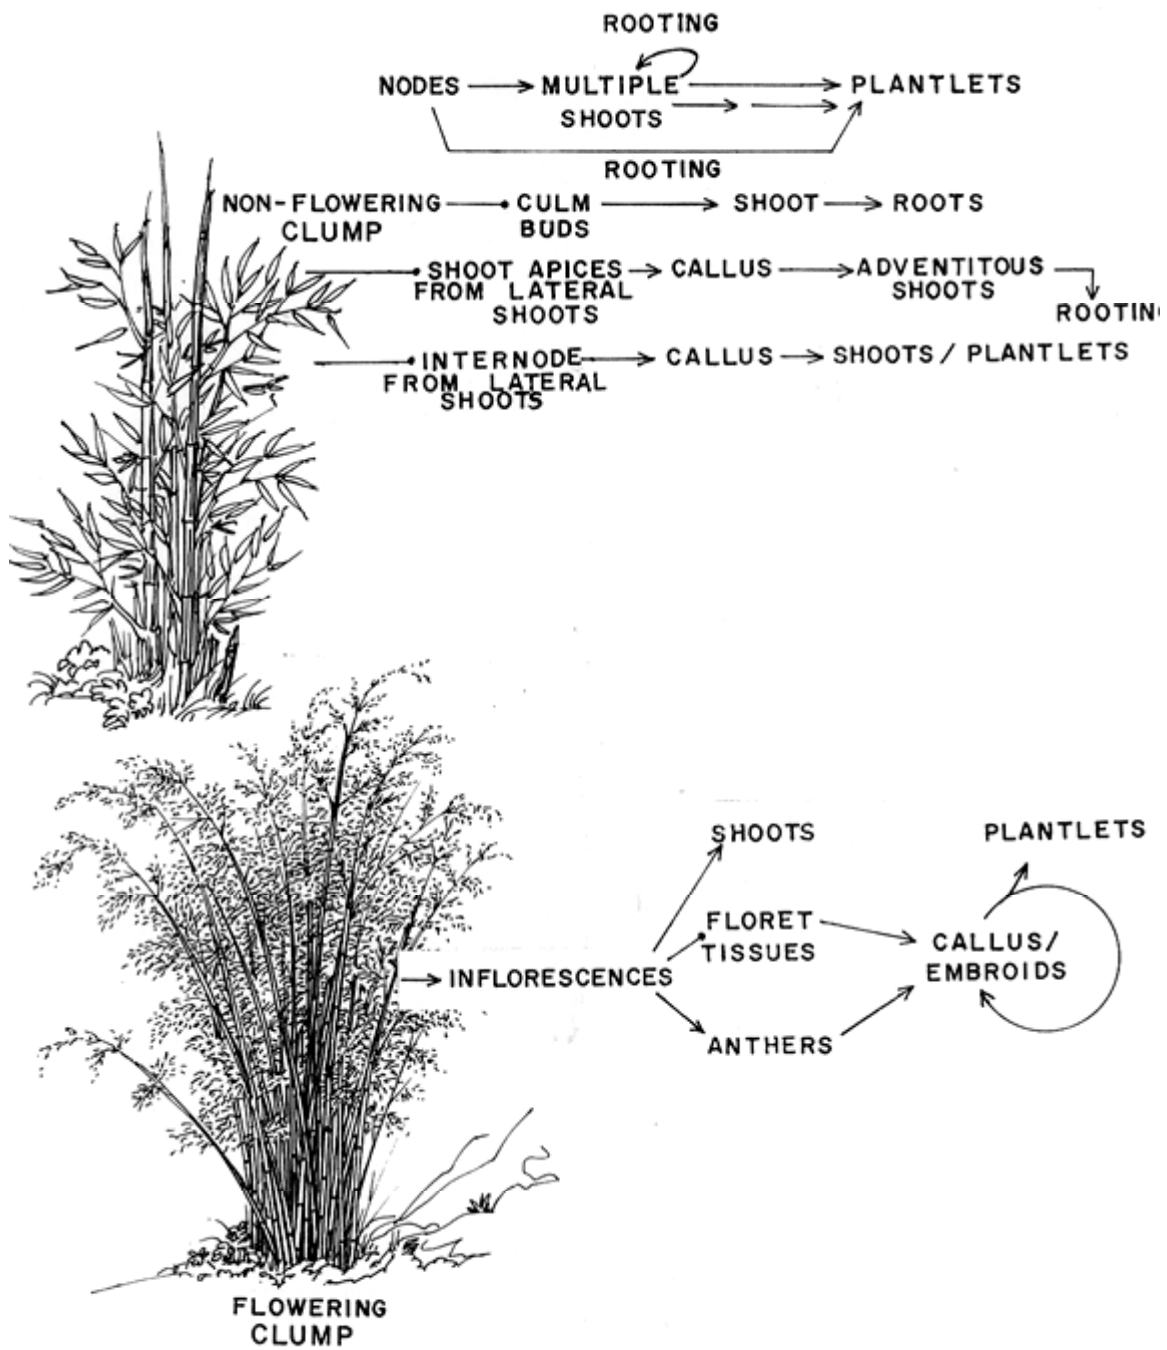 ROOTING
NODES MULTIPLE PLANTLETS
SHOOTS
ROOTING
NON-FLOWERING CULM SHOOT ROOTS
CLUMP BUDS
SHOOT APICES CALLUS ADVENTITOUS
FROM LATERAL SHOOTS
SHOOTS ROOTIN
INTERNODE CALLUS SHOOTS / PLANTLETS
FROM LATERAL
SHOOTS
SHOOTS PLANTLETS
FLORET
TISSUES CALLUS/
INFLORESCENCES EMBROIDS
ANTHERS
FLOWERING
CLUMP